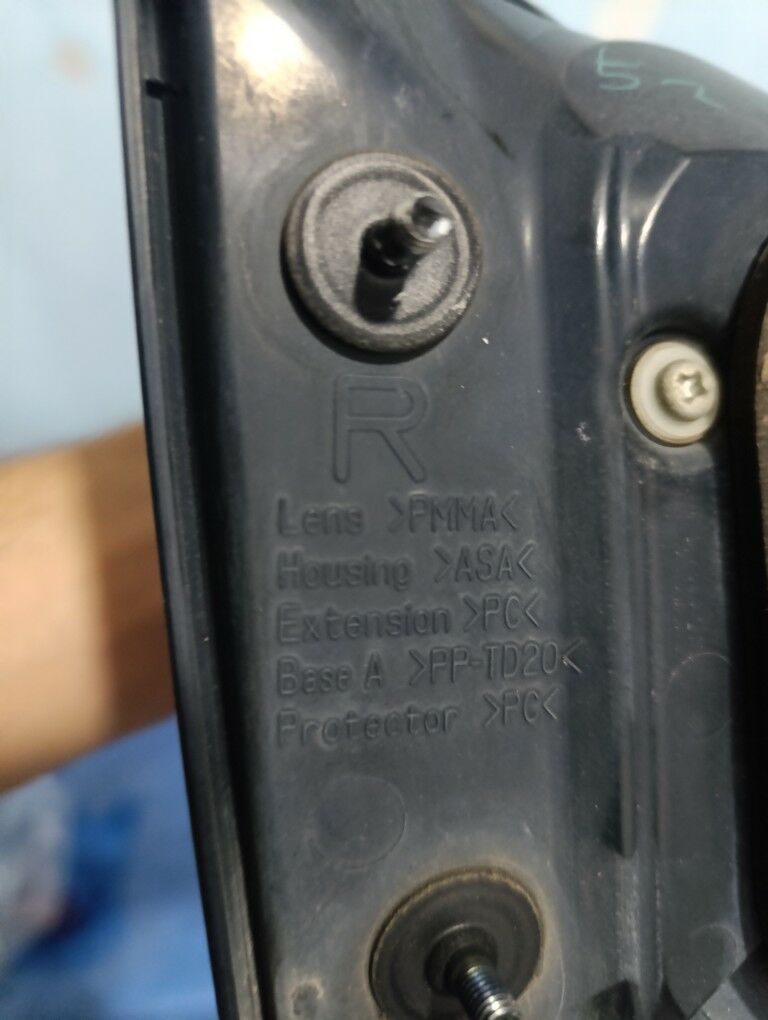 R
Lens >PMMA<
Housing >ASA<
Extension >PC<
Base A >PP-TD20<
Protector >PC<